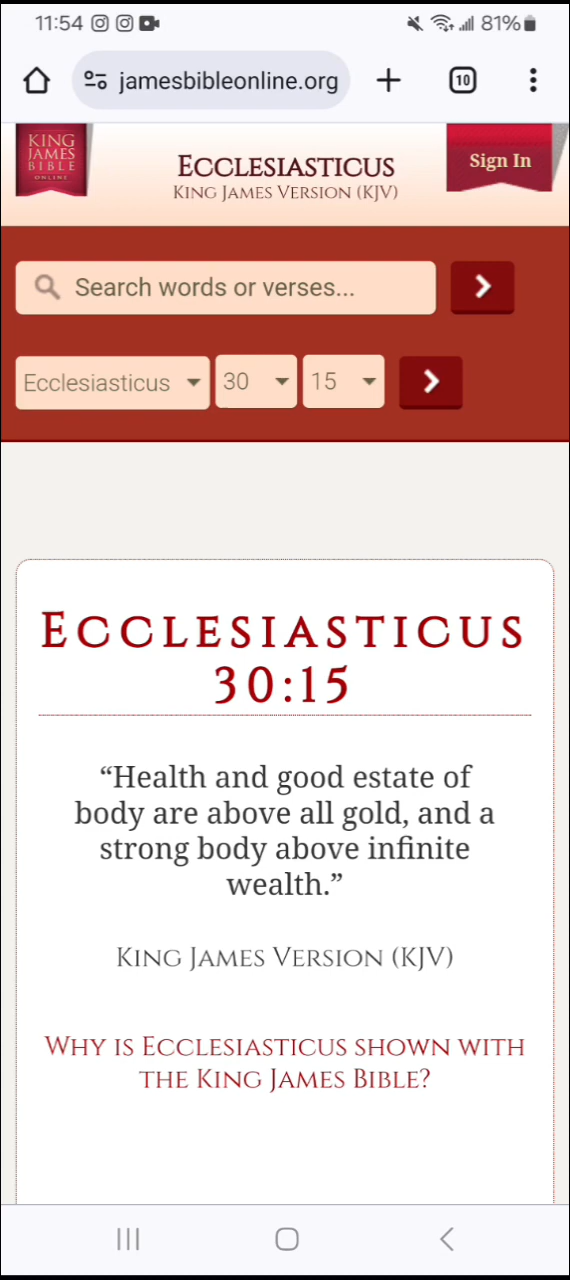 11:54 81%
jamesbibleonline.org 10
KING
JAMES
BIBLE
ONLINE
ECCLESIASTICUS
KING JAMES VERSION (KJV)
Sign In
Search words or verses...
Ecclesiasticus 30 15
ECCLESIASTICUS
30:15
“Health and good estate of
body are above all gold, and a
strong body above infinite
wealth.”
KING JAMES VERSION (KJV)
WHY IS ECCLESIASTICUS SHOWN WITH
THE KING JAMES BIBLE?